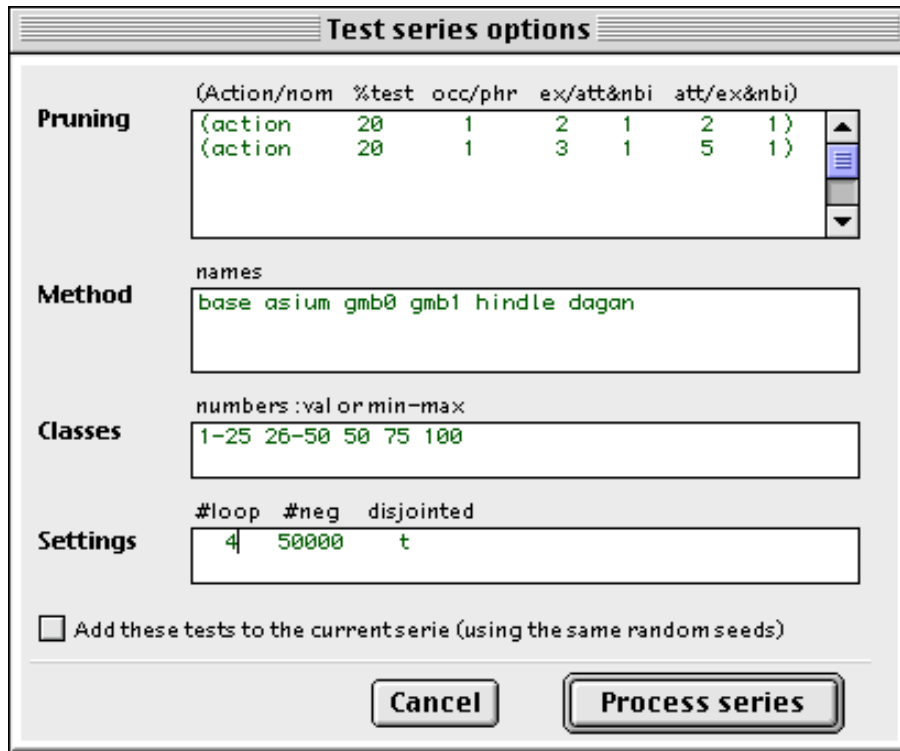 Test series options
(Action/nom %test occ/phr ex/att&nbi att/ex&nbi)
Pruning
(action 20 1 2 1 2 1)
(action 20 1 3 1 5 1)
names
Method
base asium gmb0 gmb1 hindle dagan
numbers :val or min-max
Classes
1-25 26-50 50 75 100
#loop #neg disjointed
Settings
4 50000 t
Add these tests to the current serie (using the same random seeds)
Cancel Process series